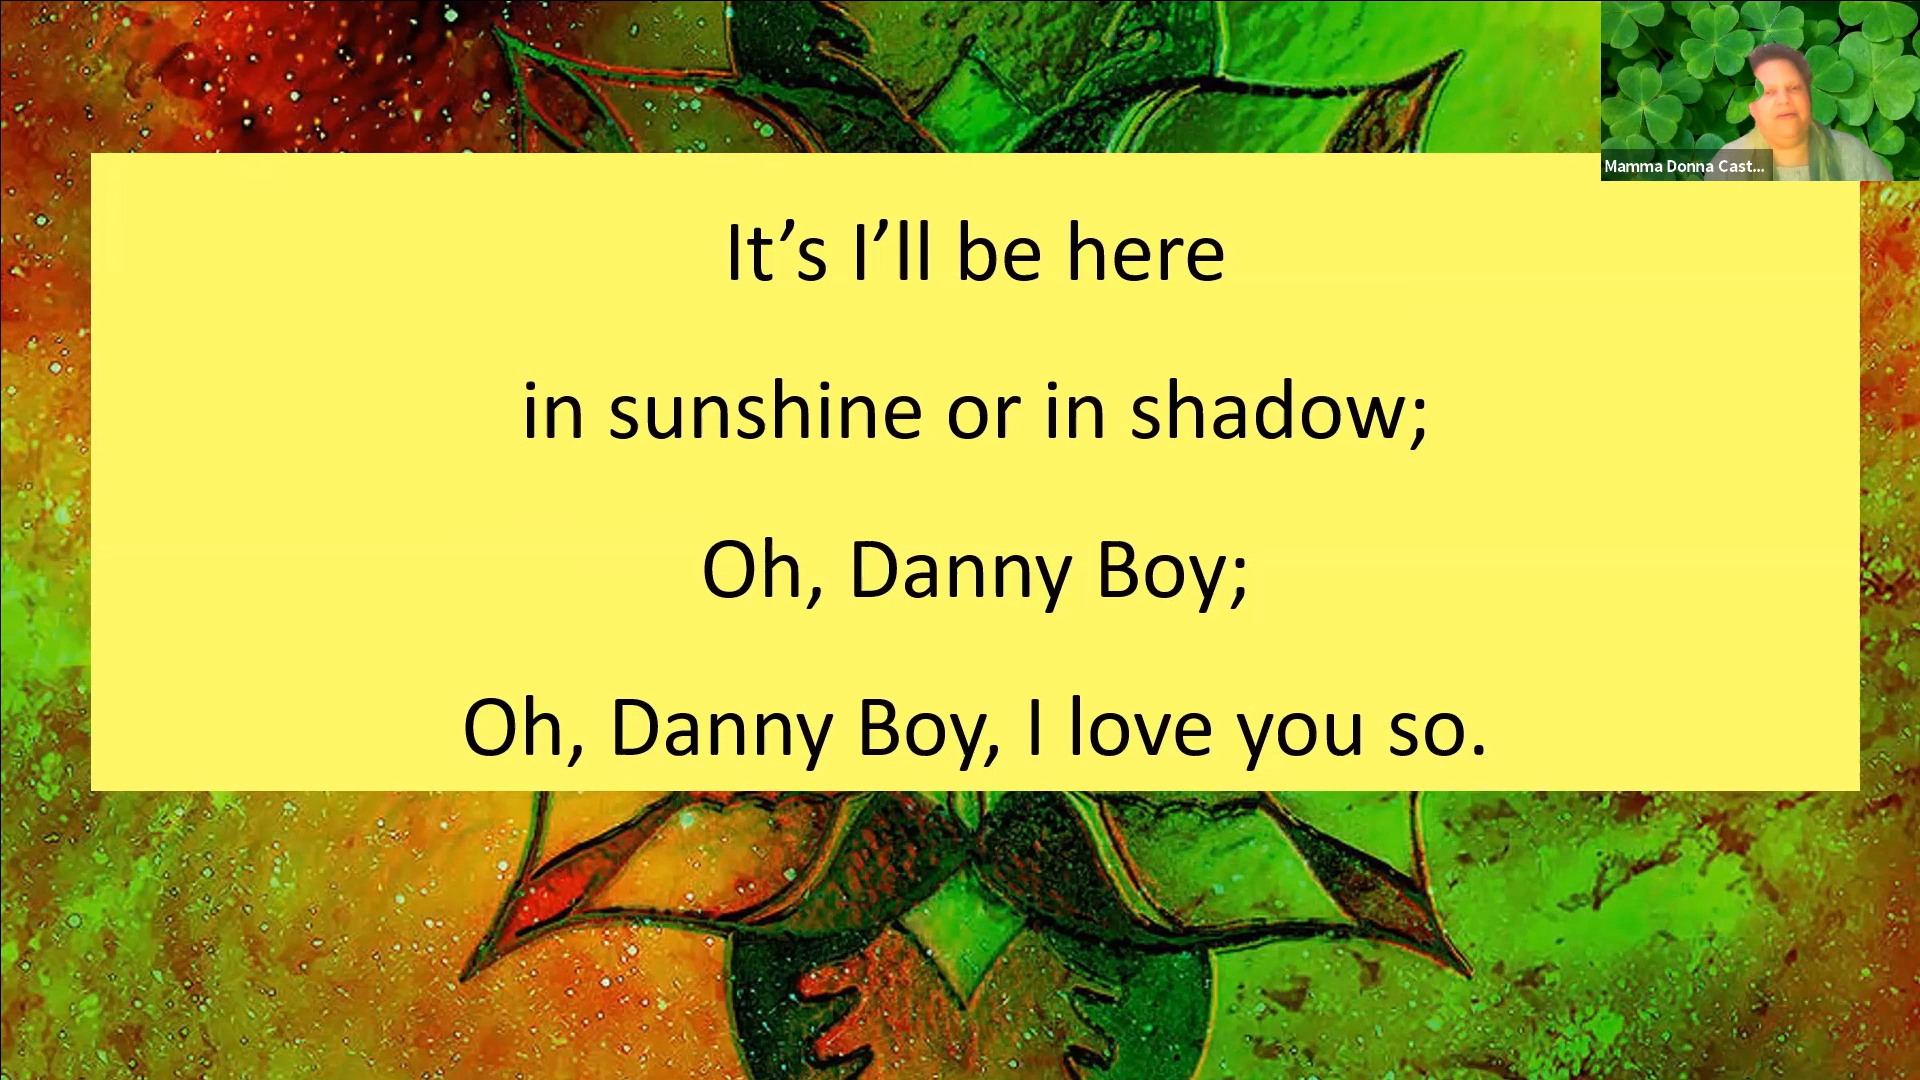 Mamma Donna Cast...
It’s I’ll be here
in sunshine or in shadow;
Oh, Danny Boy;
Oh, Danny Boy, I love you so.